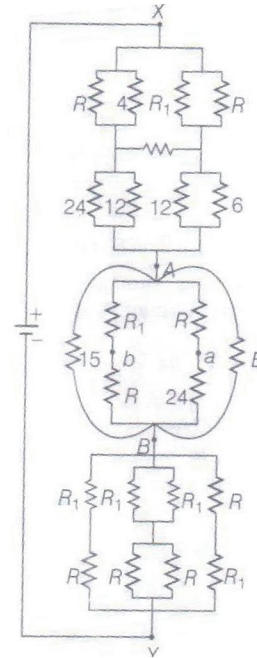 X
R 4 R₁ R
24 12 12 6
A
R₁ R
+
−
15 b a
R 24
B
R₁ R₁ R₁ R
R R R R₁
Y